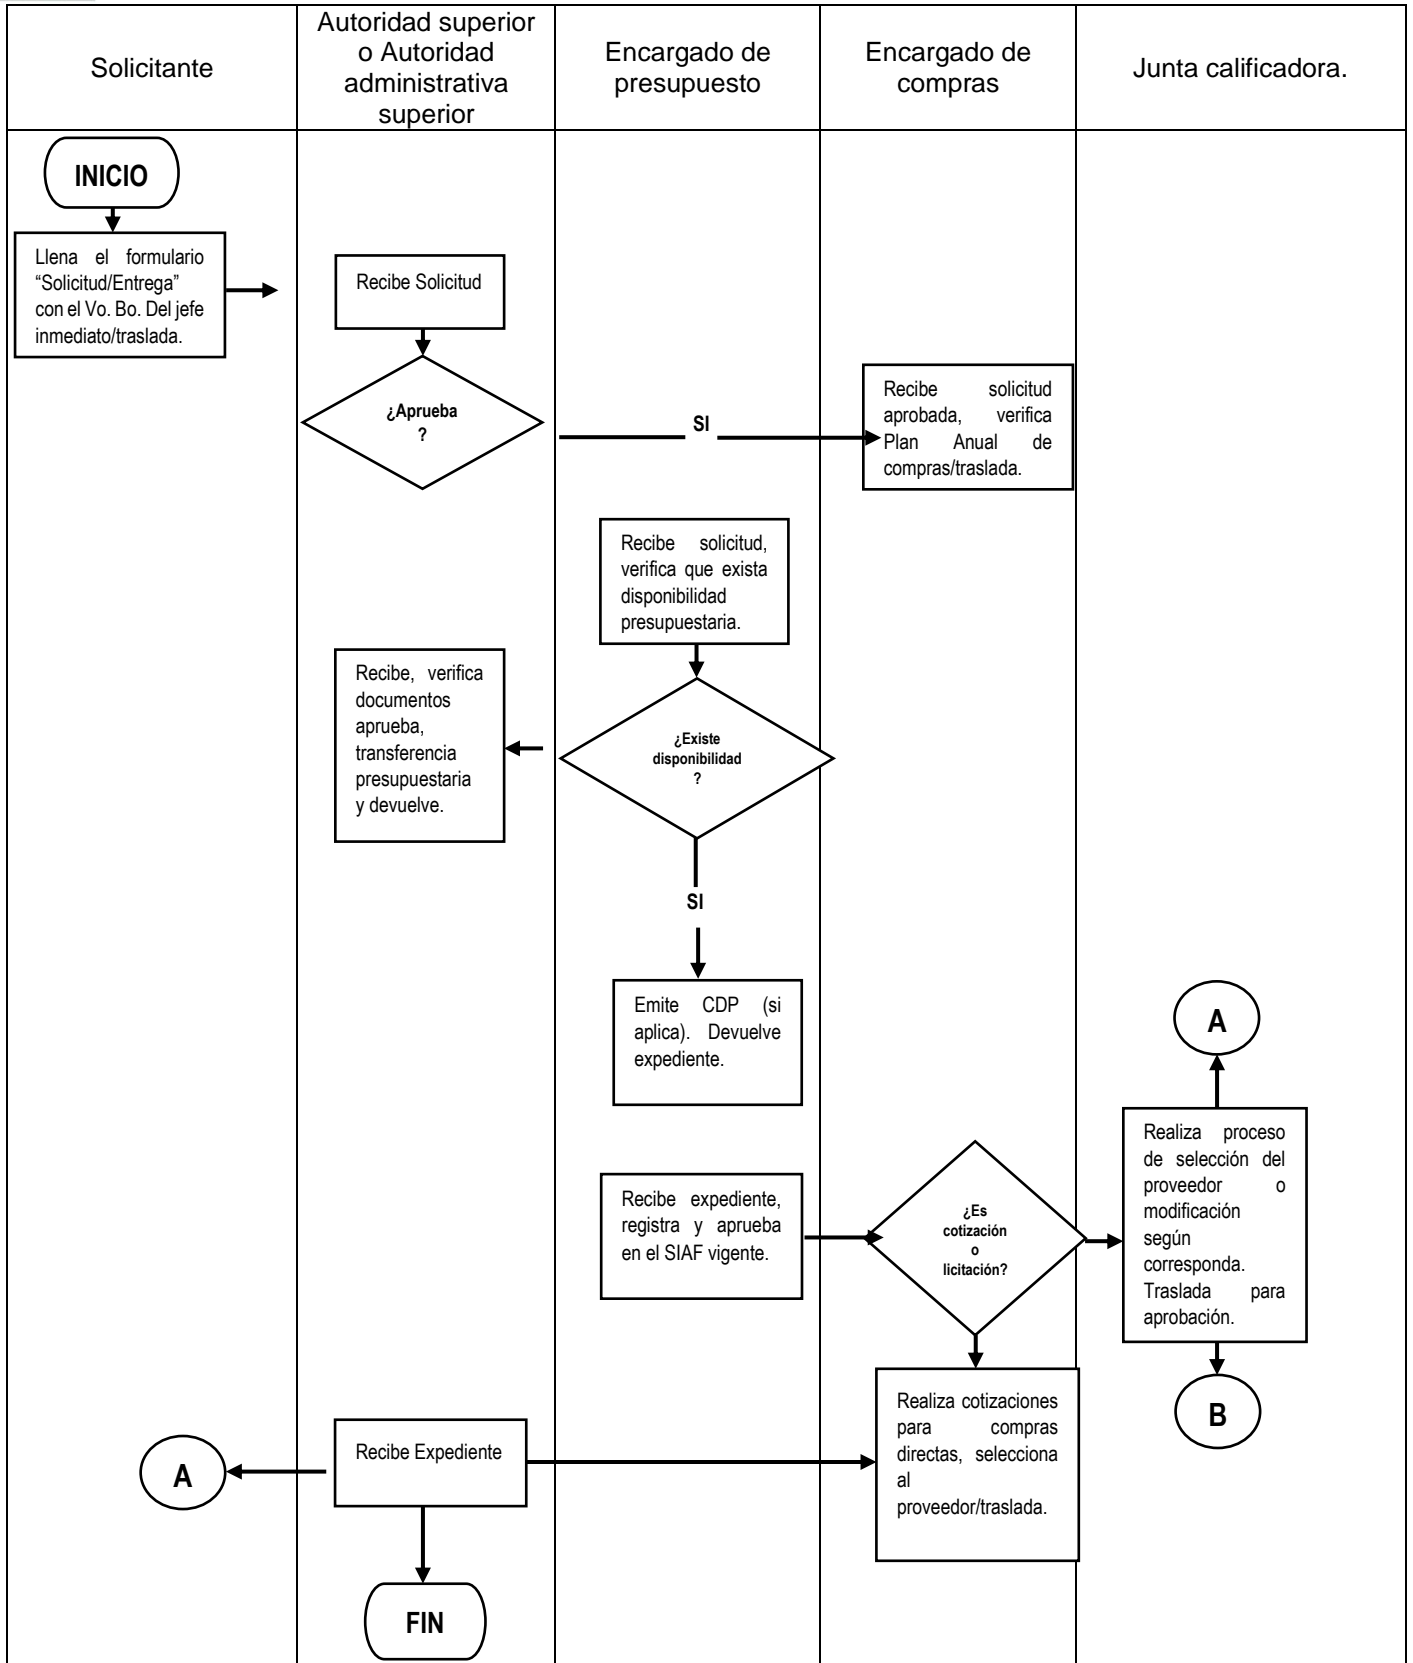 Solicitante
Autoridad superior
o Autoridad
administrativa
superior
Encargado de
presupuesto
Encargado de
compras
Junta calificadora.
INICIO
Llena el formulario
“Solicitud/Entrega”
con el Vo. Bo. Del jefe
inmediato/traslada.
Recibe Solicitud
¿Aprueba
?
SI
Recibe solicitud
aprobada, verifica
Plan Anual de
compras/traslada.
Recibe solicitud,
verifica que exista
disponibilidad
presupuestaria.
Recibe, verifica
documentos
aprueba,
transferencia
presupuestaria
y devuelve.
¿Existe
disponibilidad
?
SI
Emite CDP (si
aplica). Devuelve
expediente.
A
Recibe expediente,
registra y aprueba
en el SIAF vigente.
¿Es
cotización
o
licitación?
Realiza proceso
de selección del
proveedor o
modificación
según
corresponda.
Traslada para
aprobación.
B
Realiza cotizaciones
para compras
directas, selecciona
al
proveedor/traslada.
Recibe Expediente
A
FIN